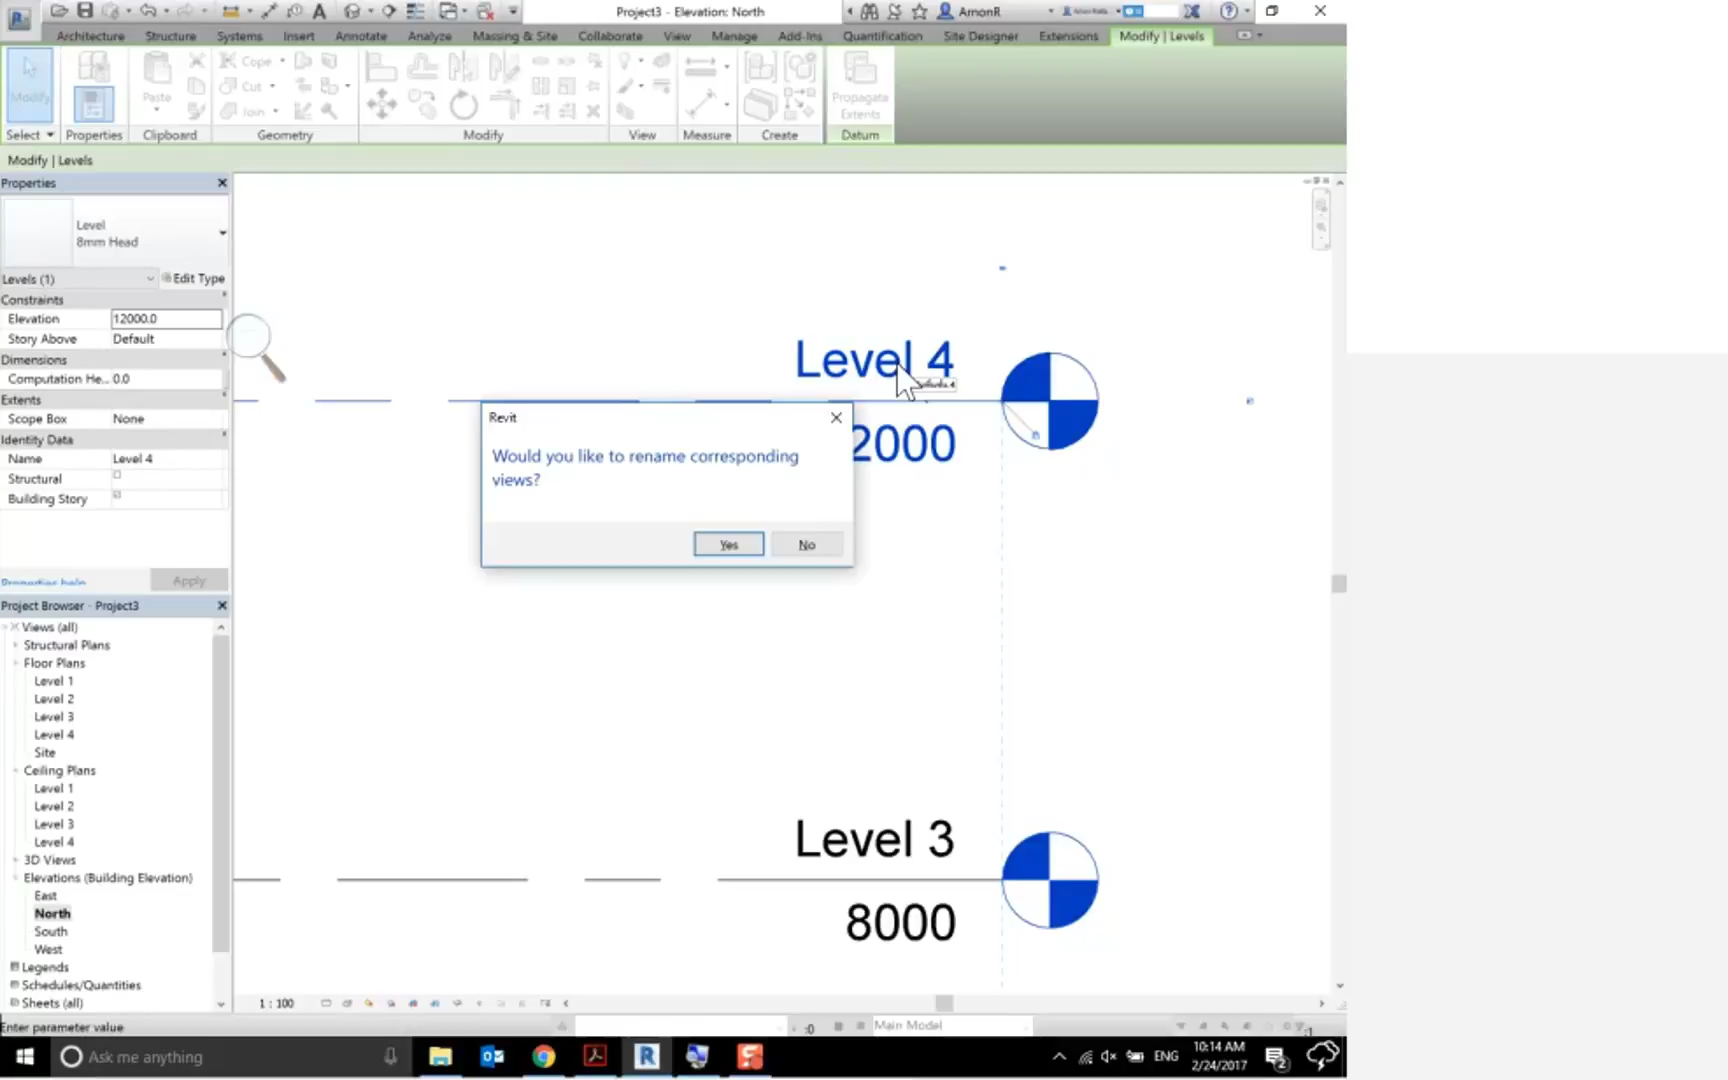 Project3 - Elevation: North
AmonR
Architecture Structure Systems Insert Annotate Analyze Massing & Site Collaborate View Manage Add-Ins Quantification Site Designer Extensions Modify | Levels
Modify
Cope
Cut
Join
Paste
Propagate
Extents
Select Properties Clipboard Geometry Modify View Measure Create Datum
Modify | Levels
Properties
Level
8mm Head
Levels (1)
Edit Type
Constraints
Elevation 12000.0
Story Above Default
Dimensions
Computation He... 0.0
Extents
Scope Box None
Identity Data
Name Level 4
Structural
Building Story
Properties help
Apply
Project Browser - Project3
Views (all)
Structural Plans
Floor Plans
Level 1
Level 2
Level 3
Level 4
Site
Ceiling Plans
Level 1
Level 2
Level 3
Level 4
3D Views
Elevations (Building Elevation)
East
North
South
West
Legends
Schedules/Quantities
Sheets (all)
Level 4
2000
Revit
Would you like to rename corresponding
views?
Yes
No
Level 3
8000
1 : 100
Enter parameter value
:0
Main Model
:1
Ask me anything
ENG
10:14 AM
2/24/2017
2